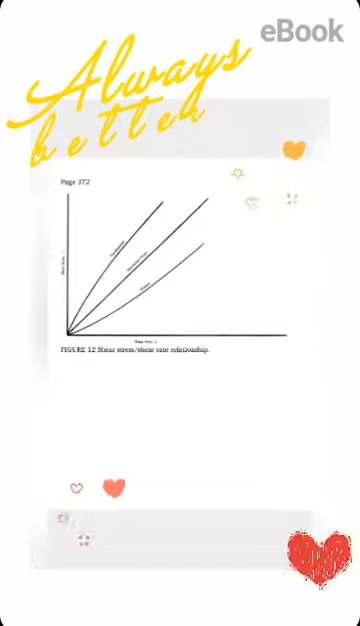 eBook
Always
better
Page 372
FIGURE 12 Shear stress/shear rate relationship.